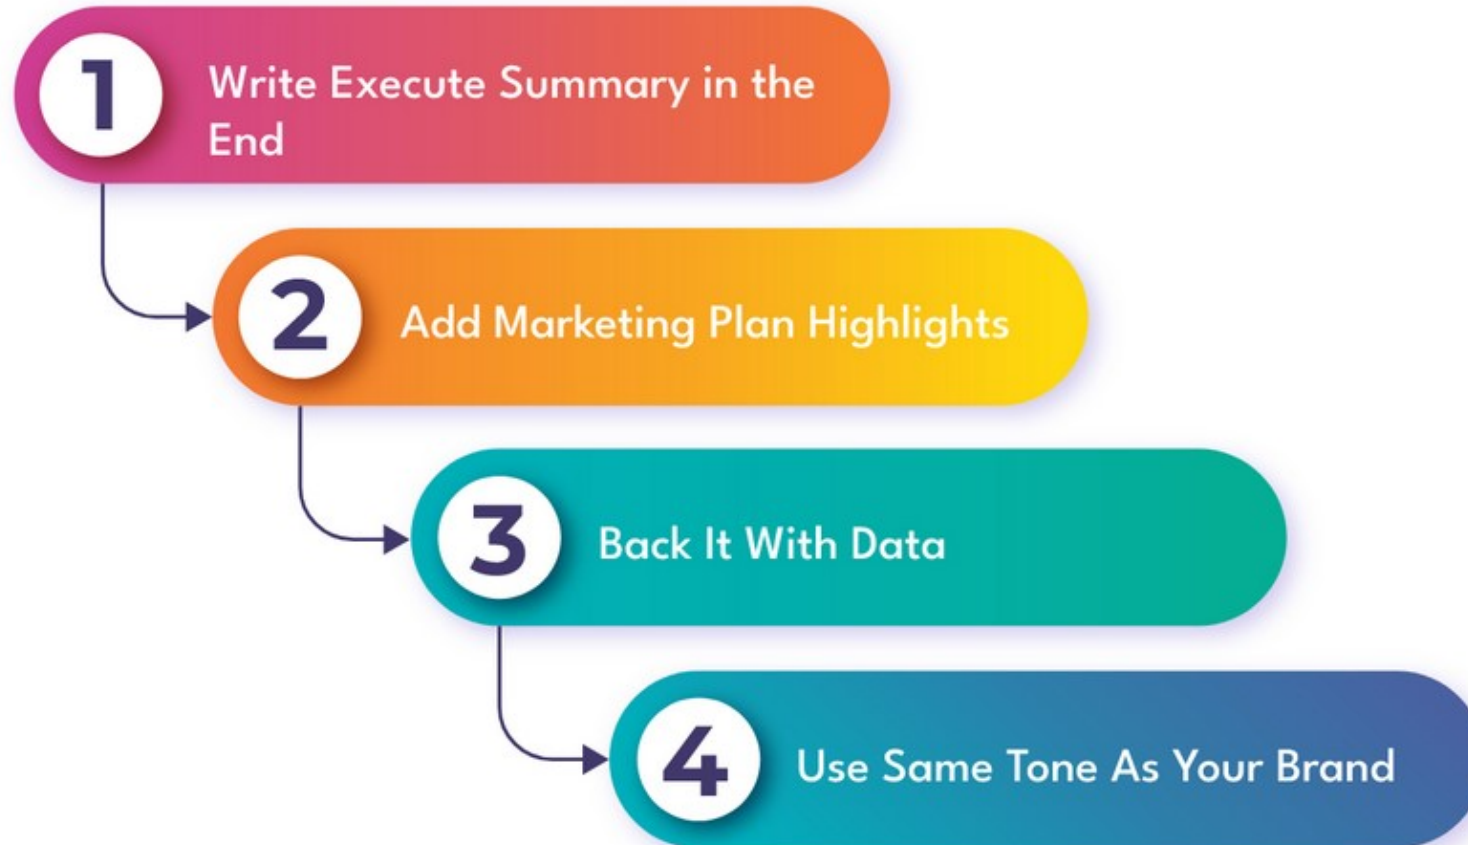 1
Write Execute Summary in the
End
2
Add Marketing Plan Highlights
3
Back It With Data
4
Use Same Tone As Your Brand